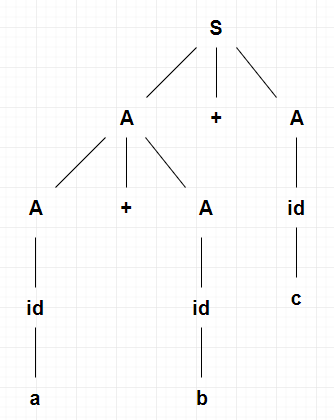 S
A + A
A + A id
id id c
a b